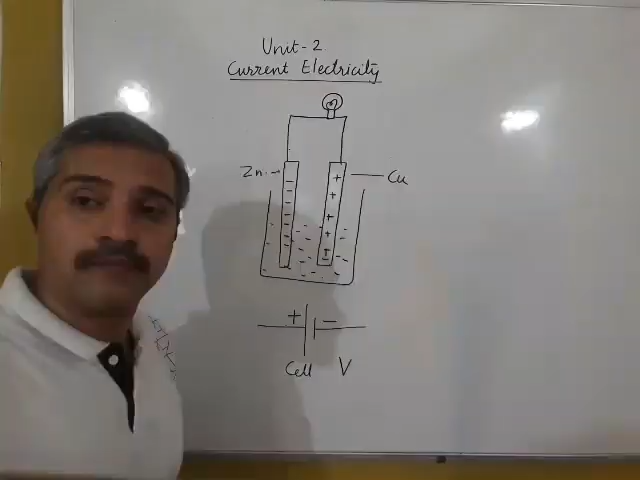 Unit-2
Current Electricity
Zn
Cu
+ −
Cell V